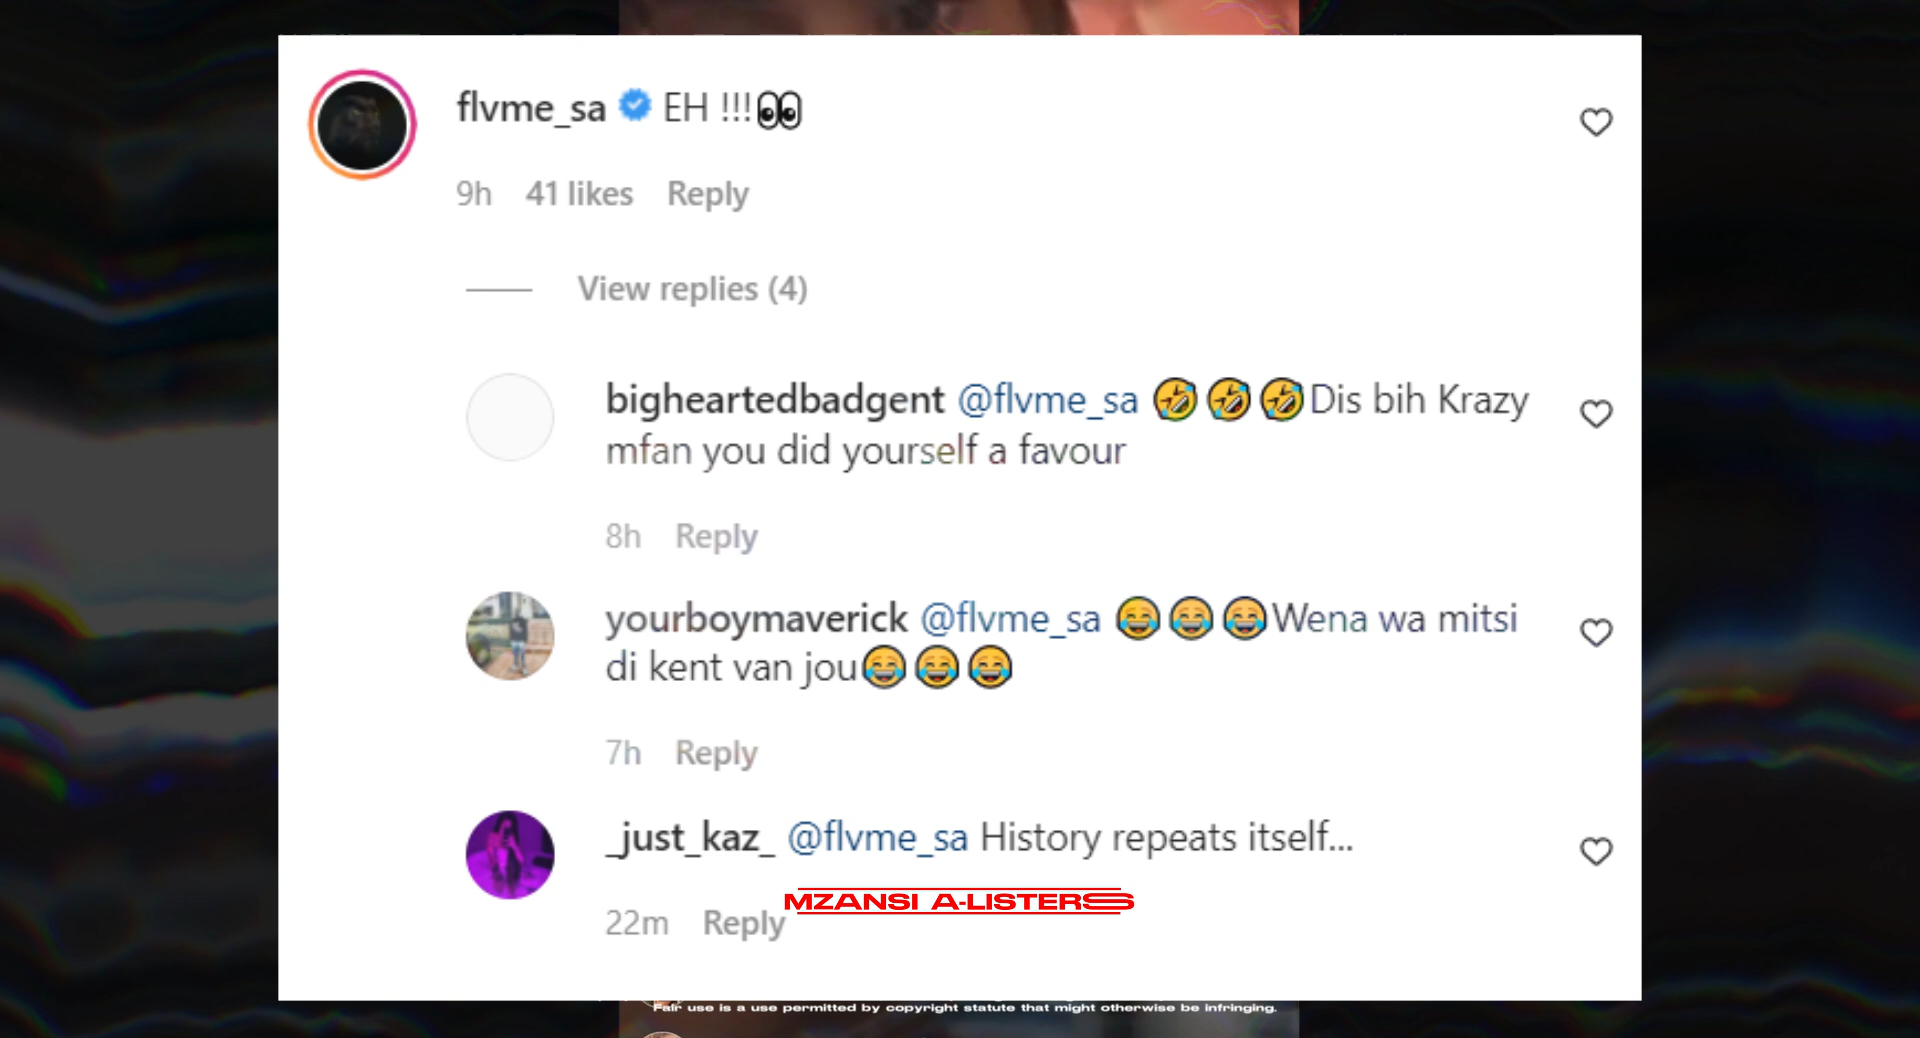 flvme_sa EH !!!👀
9h 41 likes Reply
View replies (4)
bigheartedbadgent @flvme_sa 🤣🤣🤣Dis bih Krazy
mfan you did yourself a favour
8h Reply
yourboymaverick @flvme_sa 😂😂😂Wena wa mitsi
di kent van jou😂😂😂
7h Reply
_just_kaz_ @flvme_sa History repeats itself...
MZANSI A-LISTERS
22m Reply
Fair use is a use permitted by copyright statute that might otherwise be infringing.